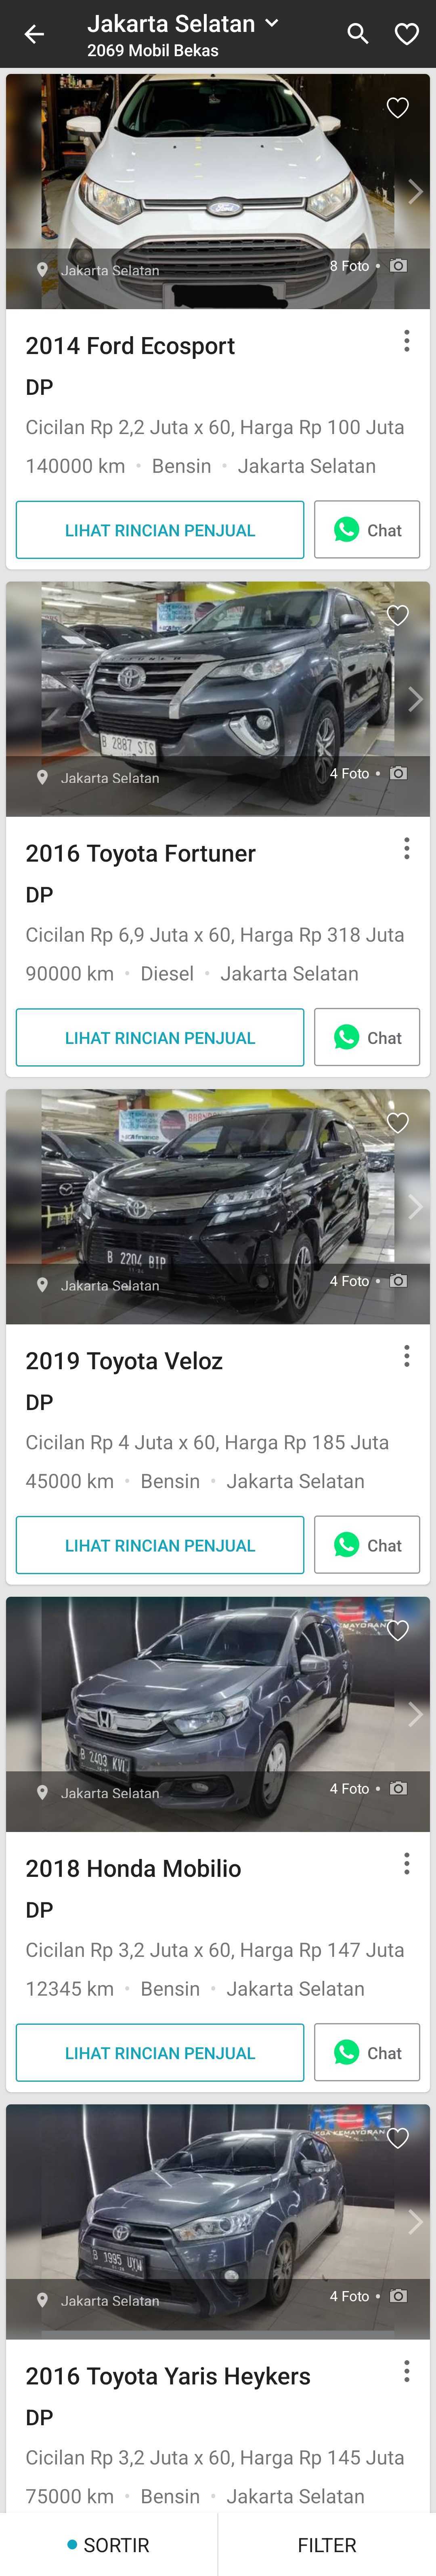 Jakarta Selatan
2069 Mobil Bekas
Jakarta Selatan
8 Foto •
2014 Ford Ecosport
DP
Cicilan Rp 2,2 Juta x 60, Harga Rp 100 Juta
140000 km • Bensin • Jakarta Selatan
LIHAT RINCIAN PENJUAL
Chat
B 2887 STS
Jakarta Selatan
4 Foto •
2016 Toyota Fortuner
DP
Cicilan Rp 6,9 Juta x 60, Harga Rp 318 Juta
90000 km • Diesel • Jakarta Selatan
LIHAT RINCIAN PENJUAL
Chat
B 2204 BIP
Jakarta Selatan
4 Foto •
2019 Toyota Veloz
DP
Cicilan Rp 4 Juta x 60, Harga Rp 185 Juta
45000 km • Bensin • Jakarta Selatan
LIHAT RINCIAN PENJUAL
Chat
KEMAYORAN
B 2403 KVL
Jakarta Selatan
4 Foto •
2018 Honda Mobilio
DP
Cicilan Rp 3,2 Juta x 60, Harga Rp 147 Juta
12345 km • Bensin • Jakarta Selatan
LIHAT RINCIAN PENJUAL
Chat
KEMAYORAN
B 1995 UYW
Jakarta Selatan
4 Foto •
2016 Toyota Yaris Heykers
DP
Cicilan Rp 3,2 Juta x 60, Harga Rp 145 Juta
75000 km • Bensin • Jakarta Selatan
SORTIR
FILTER